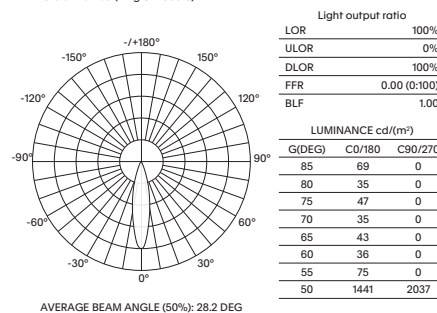 -/+180°
-150°
150°
-120°
120°
-90°
90°
-60°
60°
-30°
30°
0°
AVERAGE BEAM ANGLE (50%): 28.2 DEG
Light output ratio
LOR 100%
ULOR 0%
DLOR 100%
FFR 0.00 (0:100)
BLF 1.00
LUMINANCE cd/(m²)
G(DEG) C0/180 C90/270
85 69 0
80 35 0
75 47 0
70 35 0
65 43 0
60 36 0
55 75 0
50 1441 2037